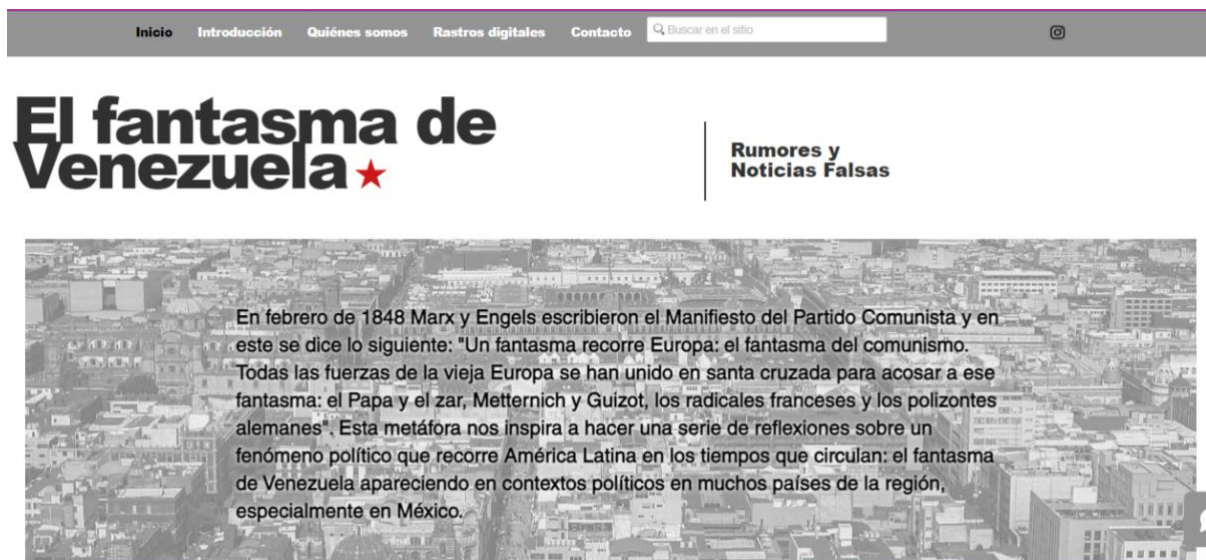 Inicio Introducción Quiénes somos Rastros digitales Contacto Buscar en el sitio
El fantasma de
Venezuela
Rumores y
Noticias Falsas
En febrero de 1848 Marx y Engels escribieron el Manifiesto del Partido Comunista y en
este se dice lo siguiente: "Un fantasma recorre Europa: el fantasma del comunismo.
Todas las fuerzas de la vieja Europa se han unido en santa cruzada para acosar a ese
fantasma: el Papa y el zar, Metternich y Guizot, los radicales franceses y los polizontes
alemanes". Esta metáfora nos inspira a hacer una serie de reflexiones sobre un
fenómeno político que recorre América Latina en los tiempos que circulan: el fantasma
de Venezuela apareciendo en contextos políticos en muchos países de la región,
especialmente en México.